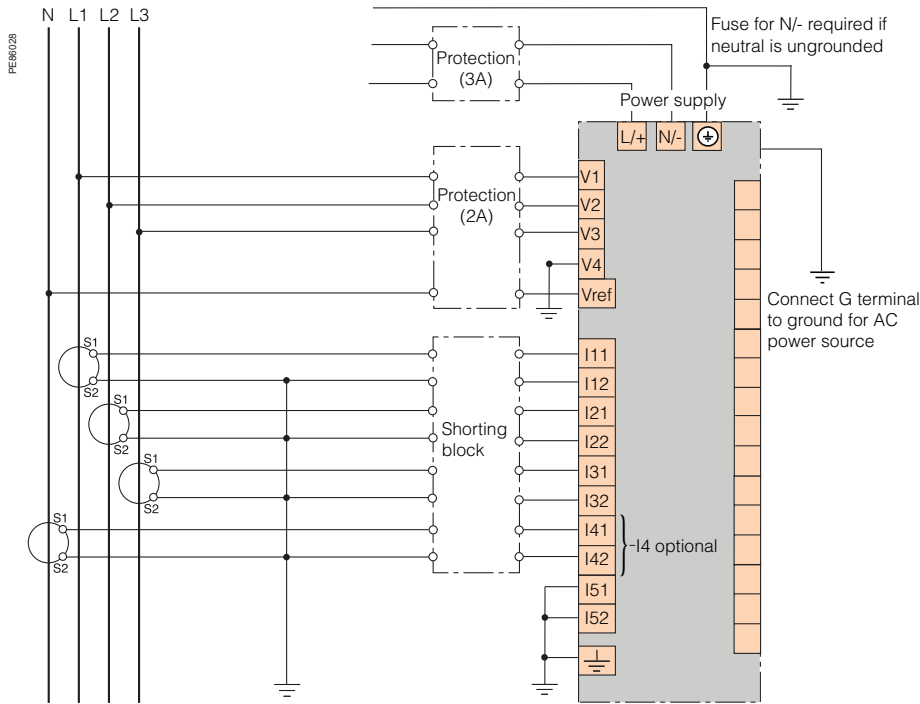 PE86028
N L1 L2 L3
Fuse for N/- required if
neutral is ungrounded
Protection
(3A)
Power supply
L/+ N/-
V1
Protection
(2A)
V2
V3
V4
Vref
Connect G terminal
to ground for AC
power source
S1
S2
S1
S2
S1
S2
S1
S2
Shorting
block
I11
I12
I21
I22
I31
I32
I41
I42
-I4 optional
I51
I52